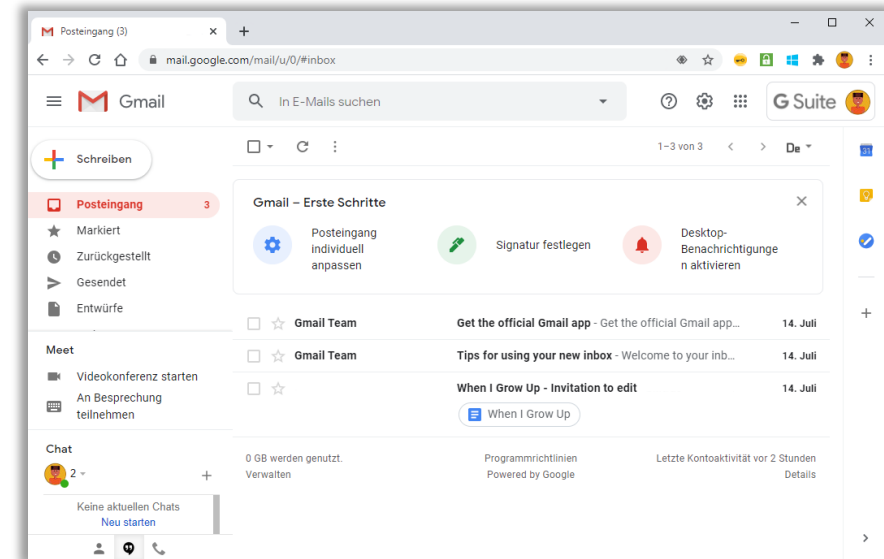 Posteingang (3)
mail.google.com/mail/u/0/#inbox
Gmail
In E-Mails suchen
G Suite
Schreiben
1–3 von 3
De
31
Posteingang 3
Markiert
Zurückgestellt
Gesendet
Entwürfe
Gmail – Erste Schritte
Posteingang
individuell
anpassen
Signatur festlegen
Desktop-
Benachrichtigunge
n aktivieren
Gmail Team Get the official Gmail app - Get the official Gmail app… 14. Juli
Gmail Team Tips for using your new inbox - Welcome to your inb… 14. Juli
When I Grow Up - Invitation to edit 14. Juli
When I Grow Up
Meet
Videokonferenz starten
An Besprechung
teilnehmen
Chat
2
Keine aktuellen Chats
Neu starten
0 GB werden genutzt.
Verwalten
Programmrichtlinien
Powered by Google
Letzte Kontoaktivität vor 2 Stunden
Details